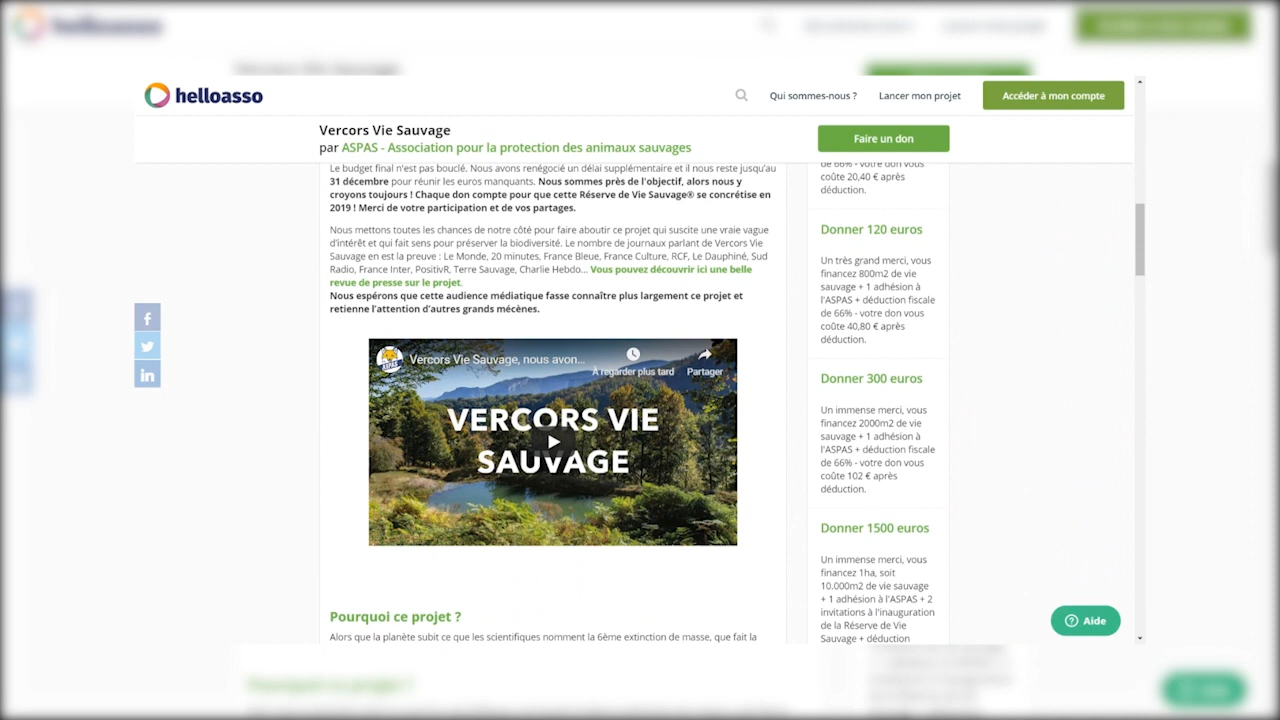 helloasso
Qui sommes-nous ?
Lancer mon projet
Accéder à mon compte
Vercors Vie Sauvage
par ASPAS - Association pour la protection des animaux sauvages
Faire un don
Le budget final n'est pas bouclé. Nous avons renégocié un délai supplémentaire et il nous reste jusqu'au
31 décembre pour réunir les euros manquants. Nous sommes près de l'objectif, alors nous y
croyons toujours ! Chaque don compte pour que cette Réserve de Vie Sauvage® se concrétise en
2019 ! Merci de votre participation et de vos partages.
Nous mettons toutes les chances de notre côté pour faire aboutir ce projet qui suscite une vraie vague
d'intérêt et qui fait sens pour préserver la biodiversité. Le nombre de journaux parlant de Vercors Vie
Sauvage en est la preuve : Le Monde, 20 minutes, France Bleue, France Culture, RCF, Le Dauphiné, Sud
Radio, France Inter, PositivR, Terre Sauvage, Charlie Hebdo... Vous pouvez découvrir ici une belle
revue de presse sur le projet.
Nous espérons que cette audience médiatique fasse connaître plus largement ce projet et
retienne l'attention d'autres grands mécènes.
Vercors Vie Sauvage, nous avon...
À regarder plus tard
Partager
VERCORS VIE
SAUVAGE
Pourquoi ce projet ?
Alors que la planète subit ce que les scientifiques nomment la 6ème extinction de masse, que fait la
de 66% - votre don vous
coûte 20,40 € après
déduction.
Donner 120 euros
Un très grand merci, vous
financez 800m2 de vie
sauvage + 1 adhésion à
l'ASPAS + déduction fiscale
de 66% - votre don vous
coûte 40,80 € après
déduction.
Donner 300 euros
Un immense merci, vous
financez 2000m2 de vie
sauvage + 1 adhésion à
l'ASPAS + déduction fiscale
de 66% - votre don vous
coûte 102 € après
déduction.
Donner 1500 euros
Un immense merci, vous
financez 1ha, soit
10.000m2 de vie sauvage
+ 1 adhésion à l'ASPAS + 2
invitations à l'inauguration
de la Réserve de Vie
Sauvage + déduction
Aide